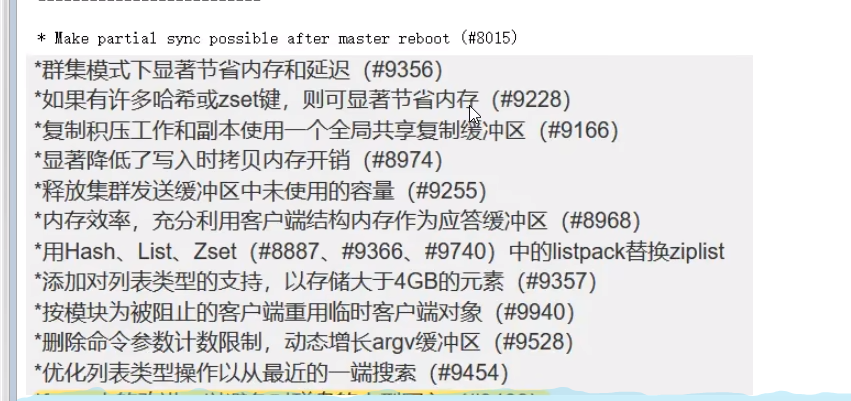 * Make partial sync possible after master reboot (#8015)
*群集模式下显著节省内存和延迟（#9356）
*如果有许多哈希或zset键，则可显著节省内存（#9228）
*复制积压工作和副本使用一个全局共享复制缓冲区（#9166）
*显著降低了写入时拷贝内存开销（#8974）
*释放集群发送缓冲区中未使用的容量（#9255）
*内存效率，充分利用客户端结构内存作为应答缓冲区（#8968）
*用Hash、List、Zset（#8887、#9366、#9740）中的listpack替换ziplist
*添加对列表类型的支持，以存储大于4GB的元素（#9357）
*按模块为被阻止的客户端重用临时客户端对象（#9940）
*删除命令参数计数限制，动态增长argv缓冲区（#9528）
*优化列表类型操作以从最近的一端搜索（#9454）